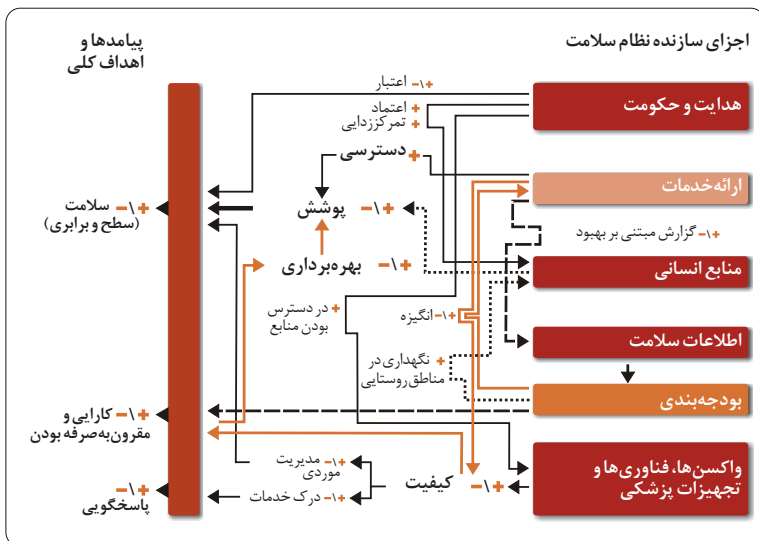 اجزای سازنده نظام سلامت
پیامدها و
اهداف کلی
هدایت و حکومت
+\− اعتبار
+ اعتماد
+ تمرکززدایی
+ دسترسی
ارائه خدمات
پوشش +\−
+\− سلامت
(سطح و برابری)
+\− گزارش مبتنی بر بهبود
بهره‌برداری +\−
منابع انسانی
+ در دسترس
بودن منابع
+\− انگیزه
اطلاعات سلامت
+ نگهداری در
مناطق روستایی
بودجه‌بندی
+\− کارایی و
مقرون‌به‌صرفه بودن
واکسن‌ها، فناوری‌ها و
تجهیزات پزشکی
+\− مدیریت
موردی
کیفیت +\−
+\− درک خدمات
+\−
پاسخگویی